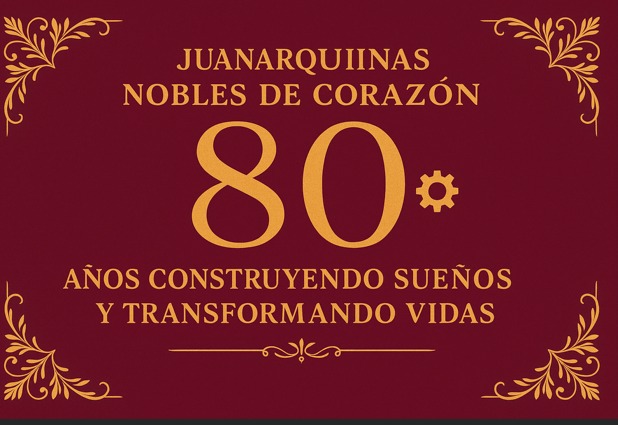 JUANARQUIINAS
NOBLES DE CORAZÓN
80
AÑOS CONSTRUYENDO SUEÑOS
Y TRANSFORMANDO VIDAS